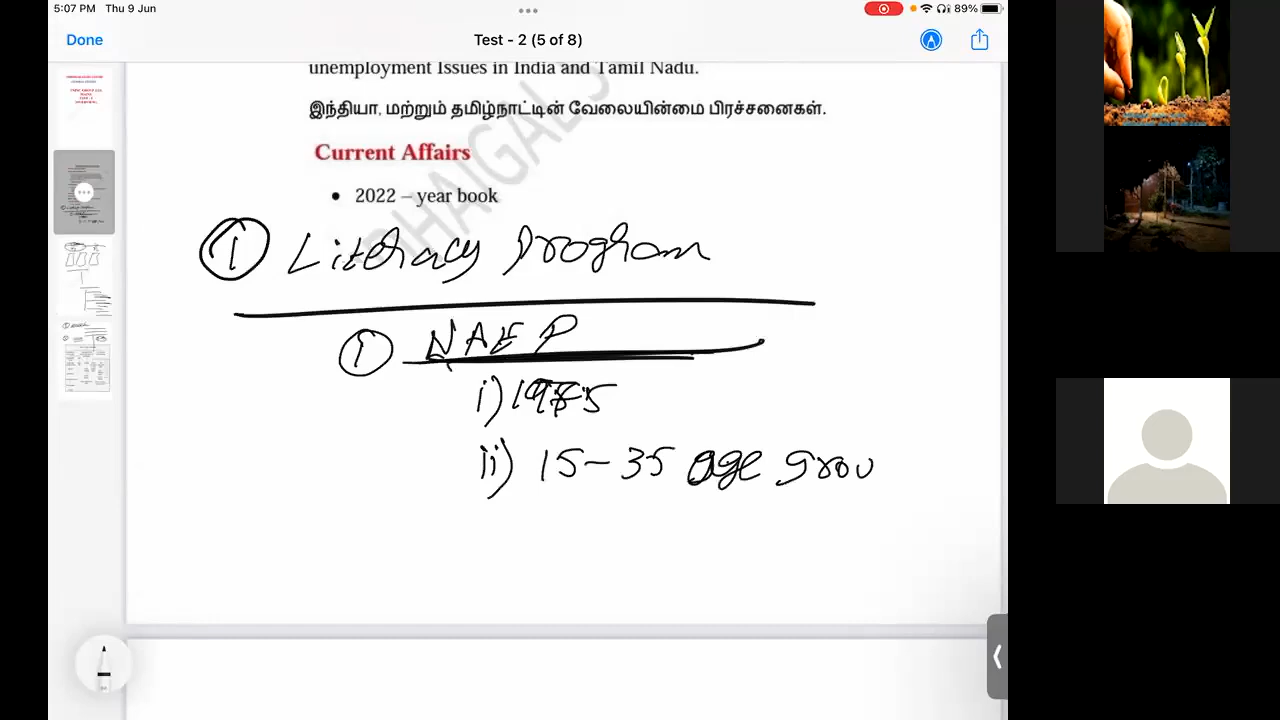 5:07 PM Thu 9 Jun
89%
Done
Test - 2 (5 of 8)
unemployment Issues in India and Tamil Nadu.
இந்தியா, மற்றும் தமிழ்நாட்டின் வேலையின்மை பிரச்சனைகள்.
Current Affairs
• 2022 – year book
① Literacy Program
① NAEP
i) 1975
ii) 15-35 age Grou